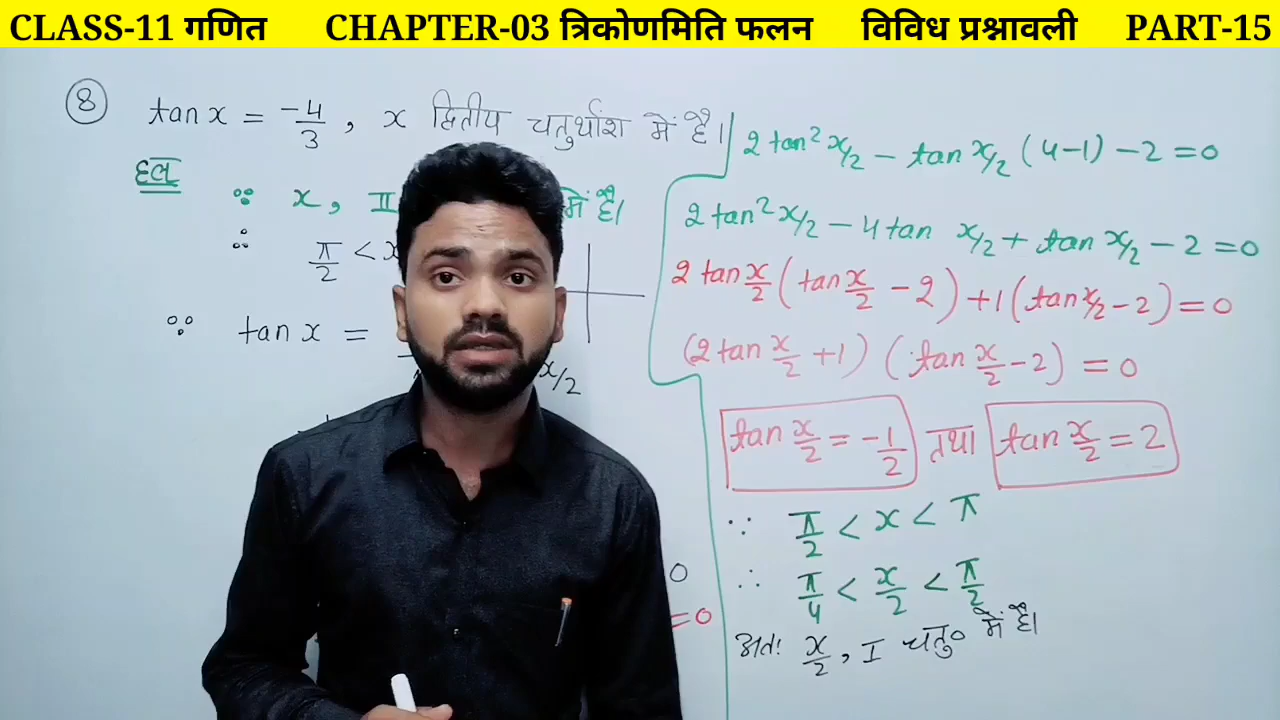 CLASS-11 गणित CHAPTER-03 त्रिकोणमिति फलन विविध प्रश्नावली PART-15
8 tan x = -4/3 , x द्वितीय चतुर्थांश में है।
हल
∵ x, II में है।
∴ π/2 < x
∵ tan x =
x/2
0
=0
2 tan² x/2 - tan x/2 (4-1) - 2 = 0
2 tan² x/2 - 4 tan x/2 + tan x/2 - 2 = 0
2 tan x/2 (tan x/2 - 2) + 1 (tan x/2 - 2) = 0
(2 tan x/2 + 1) (tan x/2 - 2) = 0
tan x/2 = -1/2 तथा tan x/2 = 2
∵ π/2 < x < π
∴ π/4 < x/2 < π/2
अतः x/2, I चतु० में है।